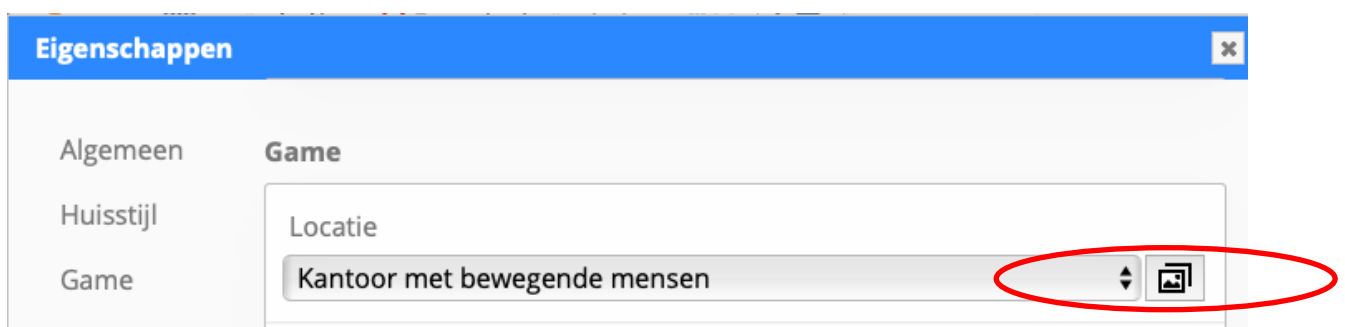 Eigenschappen
Algemeen
Huisstijl
Game
Game
Locatie
Kantoor met bewegende mensen